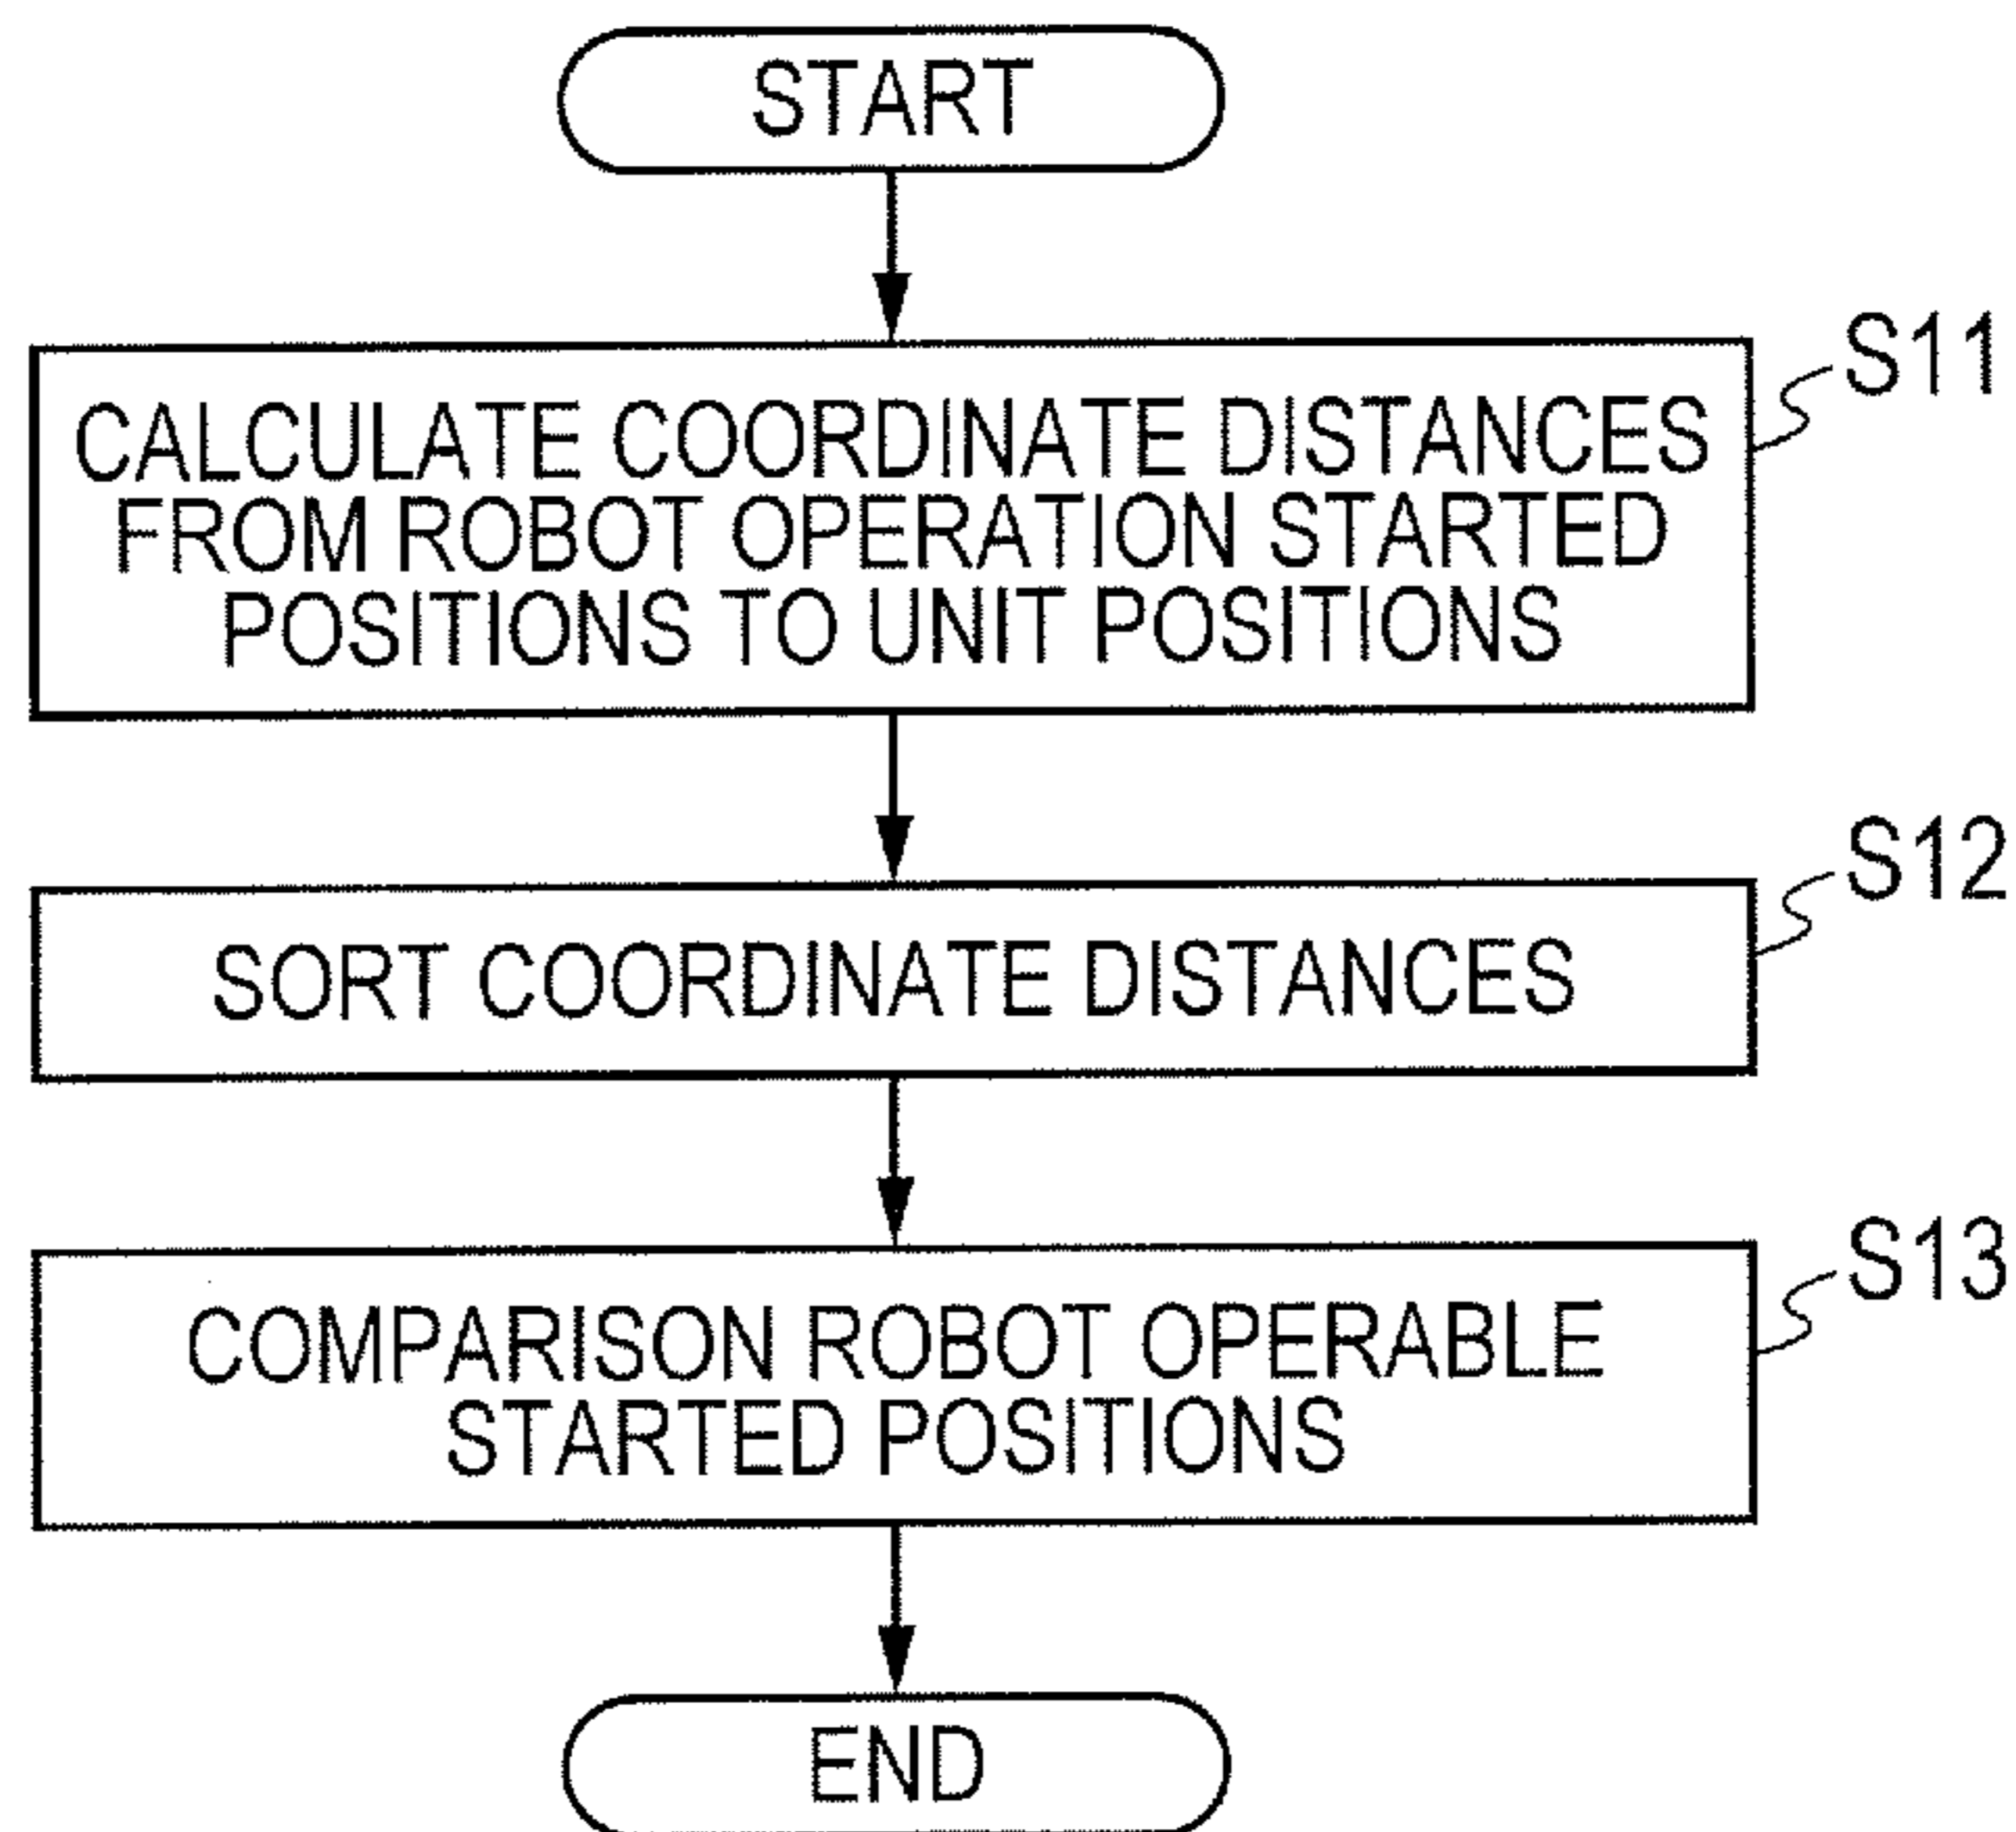 START
S11
CALCULATE COORDINATE DISTANCES
FROM ROBOT OPERATION STARTED
POSITIONS TO UNIT POSITIONS
S12
SORT COORDINATE DISTANCES
S13
COMPARISON ROBOT OPERABLE
STARTED POSITIONS
END